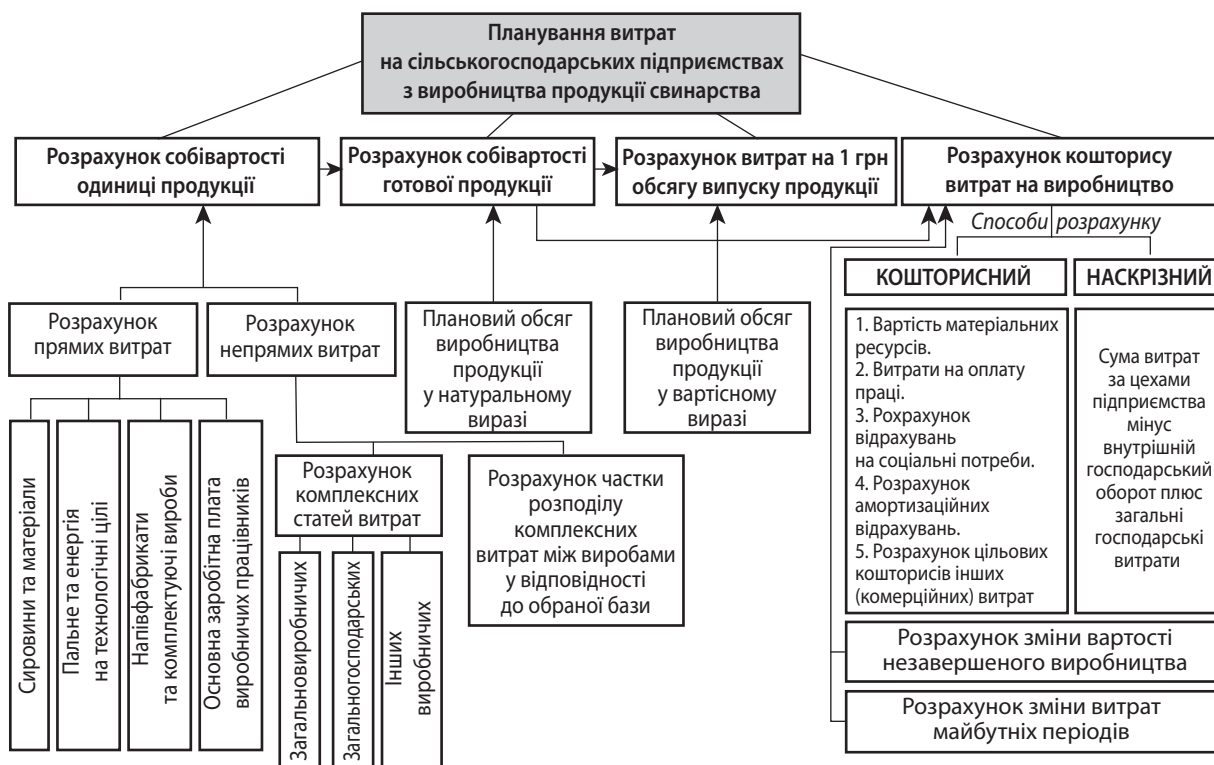 Планування витрат
на сільськогосподарських підприємствах
з виробництва продукції свинарства
Розрахунок собівартості
одиниці продукції
Розрахунок собівартості
готової продукції
Розрахунок витрат на 1 грн
обсягу випуску продукції
Розрахунок кошторису
витрат на виробництво
Способи розрахунку
КОШТОРИСНИЙ
НАСКРІЗНИЙ
Розрахунок
прямих витрат
Розрахунок
непрямих витрат
Плановий обсяг
виробництва
продукції
у натуральному
виразі
Плановий обсяг
виробництва
продукції
у вартісному
виразі
1. Вартість матеріальних
ресурсів.
2. Витрати на оплату
праці.
3. Рохрахунок
відрахувань
на соціальні потреби.
4. Розрахунок
амортизаційних
відрахувань.
5. Розрахунок цільових
кошторисів інших
(комерційних) витрат
Сума витрат
за цехами
підприємства
мінус
внутрішній
господарський
оборот плюс
загальні
господарські
витрати
Сировини та матеріали
Пальне та енергія
на технологічні цілі
Напівфабрикати
та комплектуючі вироби
Основна заробітна плата
виробничих працівників
Розрахунок
комплексних
статей витрат
Розрахунок частки
розподілу
комплексних
витрат між виробами
у відповідності
до обраної бази
Загальновиробничих
Загальногосподарських
Інших
виробничих
Розрахунок зміни вартості
незавершеного виробництва
Розрахунок зміни витрат
майбутніх періодів